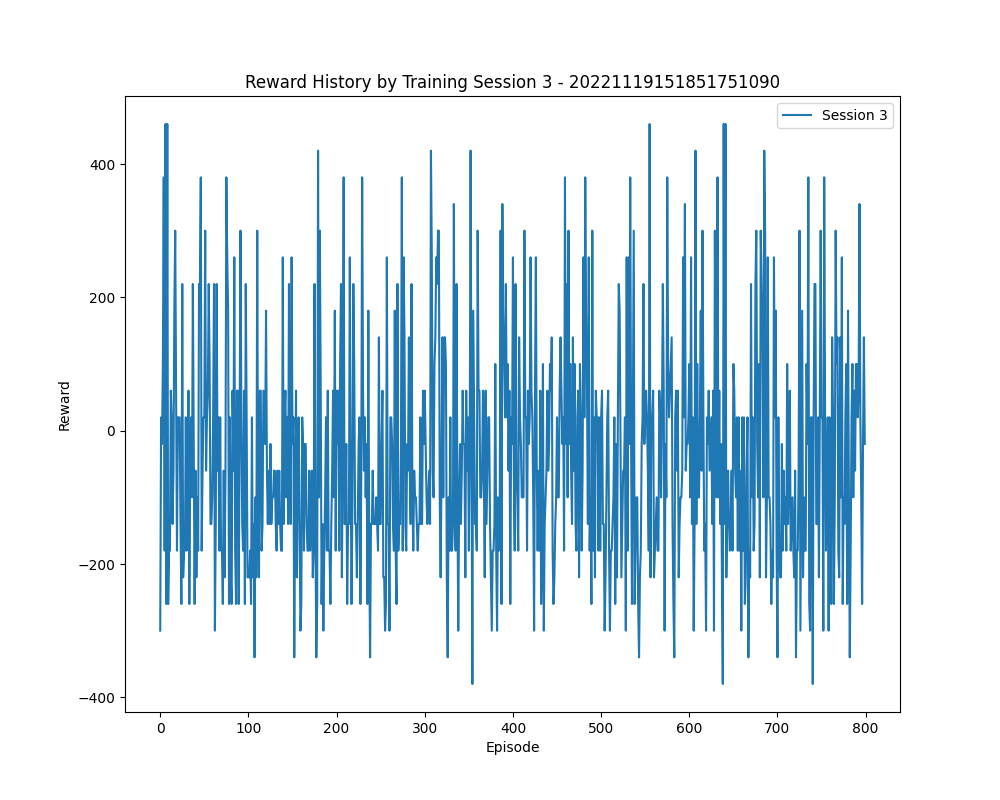 Reward History by Training Session 3 - 20221119151851751090
Session 3
400
200
0
−200
−400
Reward
0 100 200 300 400 500 600 700 800
Episode